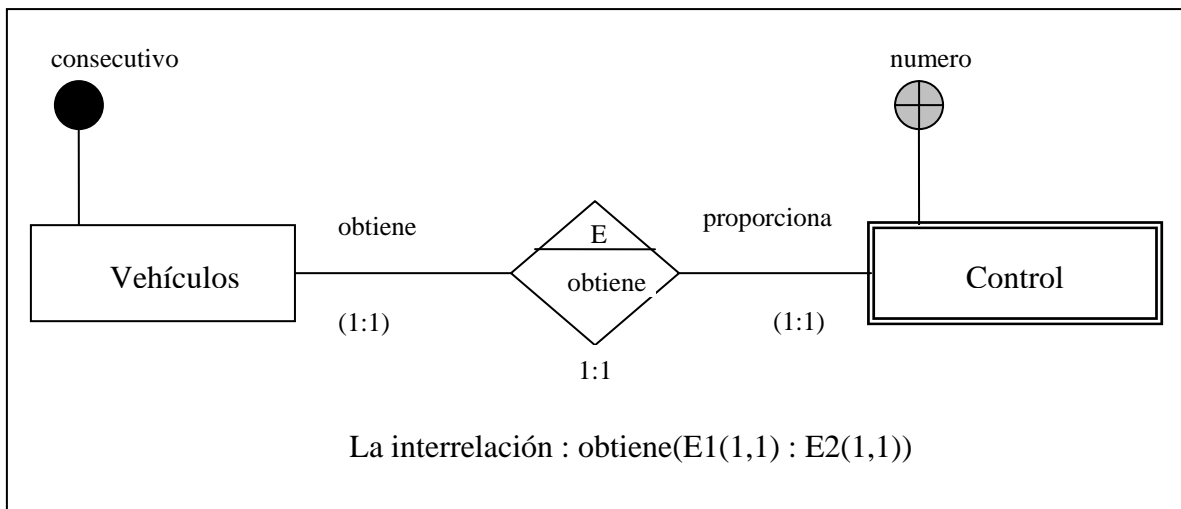 consecutivo
numero
obtiene
E
proporciona
Vehículos
obtiene
Control
(1:1)
(1:1)
1:1
La interrelación : obtiene(E1(1,1) : E2(1,1))